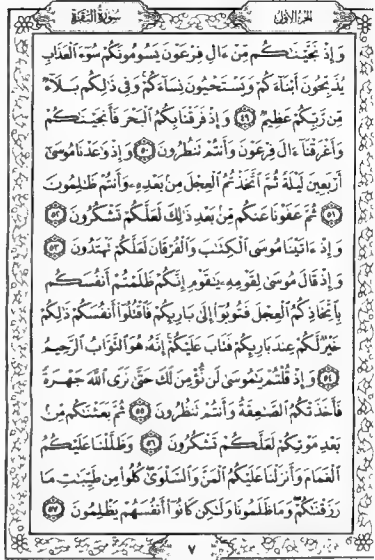 الجزء الأول
سورة البقرة
وَإِذْ نَجَّيْنَـٰكُم مِّنْ ءَالِ فِرْعَوْنَ يَسُومُونَكُمْ سُوٓءَ ٱلْعَذَابِ
يُذَبِّحُونَ أَبْنَآءَكُمْ وَيَسْتَحْيُونَ نِسَآءَكُمْ وَفِى ذَٰلِكُم بَلَآءٌ
مِّن رَّبِّكُمْ عَظِيمٌ ٤٩ وَإِذْ فَرَقْنَا بِكُمُ ٱلْبَحْرَ فَأَنجَيْنَـٰكُمْ
وَأَغْرَقْنَآ ءَالَ فِرْعَوْنَ وَأَنتُمْ تَنظُرُونَ ٥٠ وَإِذْ وَٰعَدْنَا مُوسَىٰٓ
أَرْبَعِينَ لَيْلَةً ثُمَّ ٱتَّخَذْتُمُ ٱلْعِجْلَ مِنۢ بَعْدِهِۦ وَأَنتُمْ ظَـٰلِمُونَ
٥١ ثُمَّ عَفَوْنَا عَنكُم مِّنۢ بَعْدِ ذَٰلِكَ لَعَلَّكُمْ تَشْكُرُونَ ٥٢
وَإِذْ ءَاتَيْنَا مُوسَى ٱلْكِتَـٰبَ وَٱلْفُرْقَانَ لَعَلَّكُمْ تَهْتَدُونَ ٥٣
وَإِذْ قَالَ مُوسَىٰ لِقَوْمِهِۦ يَـٰقَوْمِ إِنَّكُمْ ظَلَمْتُمْ أَنفُسَكُم
بِٱتِّخَاذِكُمُ ٱلْعِجْلَ فَتُوبُوٓا۟ إِلَىٰ بَارِئِكُمْ فَٱقْتُلُوٓا۟ أَنفُسَكُمْ ذَٰلِكُمْ
خَيْرٌ لَّكُمْ عِندَ بَارِئِكُمْ فَتَابَ عَلَيْكُمْ إِنَّهُۥ هُوَ ٱلتَّوَّابُ ٱلرَّحِيمُ
٥٤ وَإِذْ قُلْتُمْ يَـٰمُوسَىٰ لَن نُّؤْمِنَ لَكَ حَتَّىٰ نَرَى ٱللَّهَ جَهْرَةً
فَأَخَذَتْكُمُ ٱلصَّـٰعِقَةُ وَأَنتُمْ تَنظُرُونَ ٥٥ ثُمَّ بَعَثْنَـٰكُم مِّنۢ
بَعْدِ مَوْتِكُمْ لَعَلَّكُمْ تَشْكُرُونَ ٥٦ وَظَلَّلْنَا عَلَيْكُمُ
ٱلْغَمَامَ وَأَنزَلْنَا عَلَيْكُمُ ٱلْمَنَّ وَٱلسَّلْوَىٰ كُلُوا۟ مِن طَيِّبَـٰتِ مَا
رَزَقْنَـٰكُمْ وَمَا ظَلَمُونَا وَلَـٰكِن كَانُوٓا۟ أَنفُسَهُمْ يَظْلِمُونَ ٥٧
٧